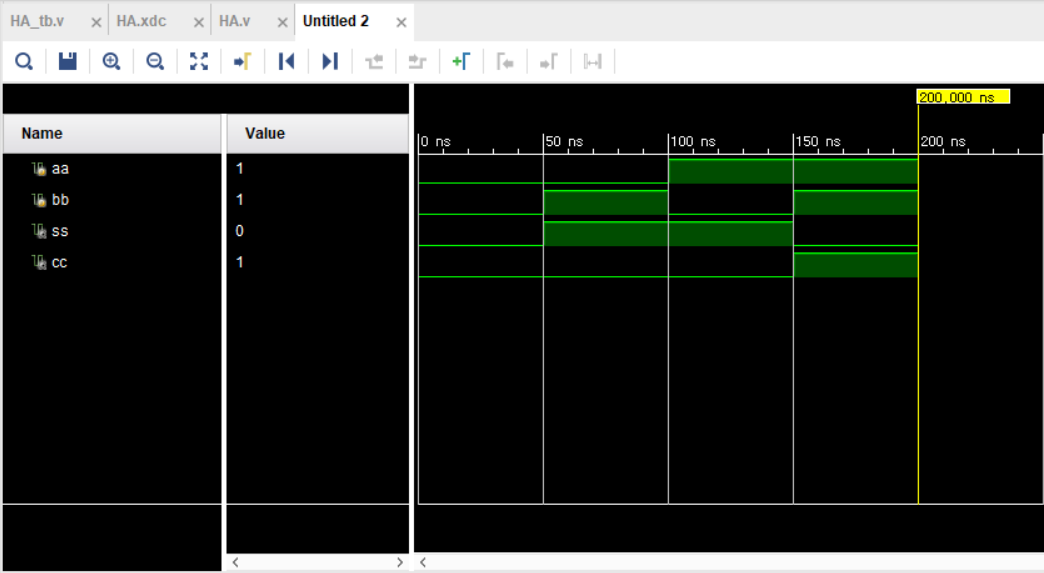 HA_tb.v HA.xdc HA.v Untitled 2
200,000 ns
Name Value
0 ns 50 ns 100 ns 150 ns 200 ns
aa 1
bb 1
ss 0
cc 1